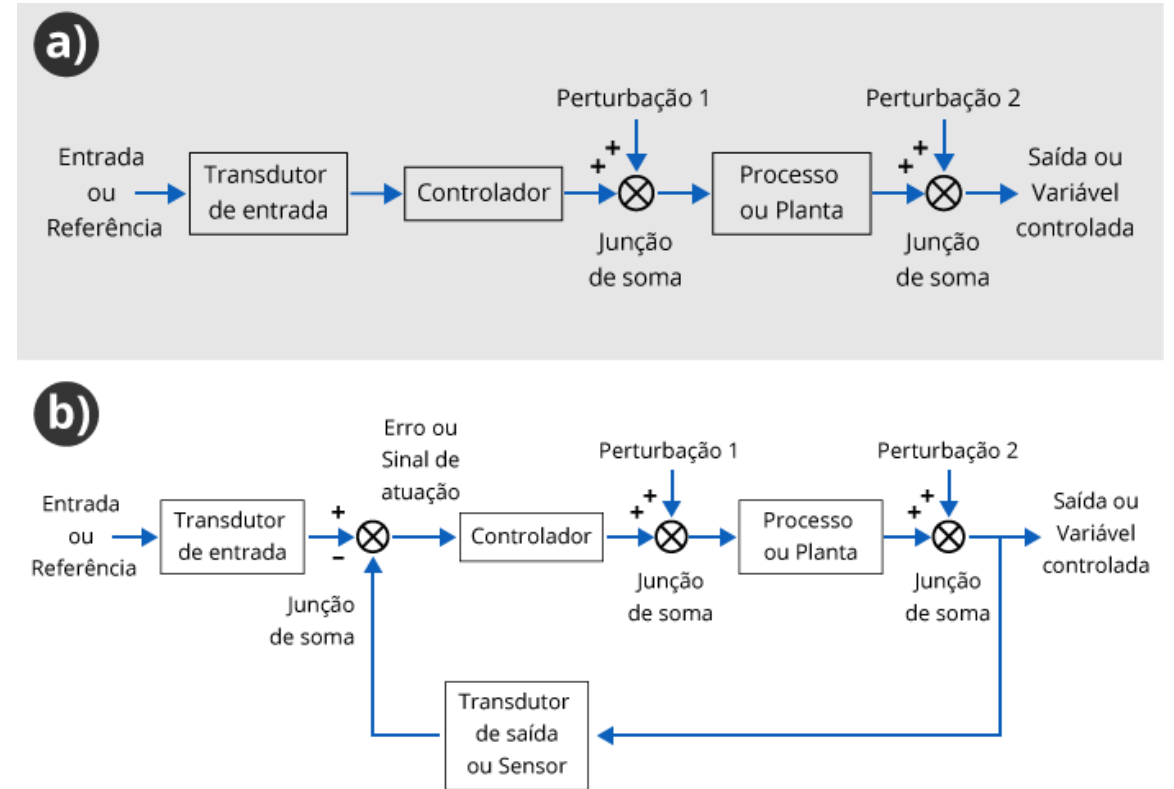 a)
Perturbação 1
Perturbação 2
Entrada
ou
Referência
Transdutor
de entrada
Controlador
+
+
Junção
de soma
Processo
ou Planta
+
+
Junção
de soma
Saída ou
Variável
controlada
b)
Erro ou
Sinal de
atuação
Perturbação 1
Perturbação 2
Entrada
ou
Referência
Transdutor
de entrada
+
−
Junção
de soma
Controlador
+
+
Junção
de soma
Processo
ou Planta
+
+
Junção
de soma
Saída ou
Variável
controlada
Transdutor
de saída
ou Sensor